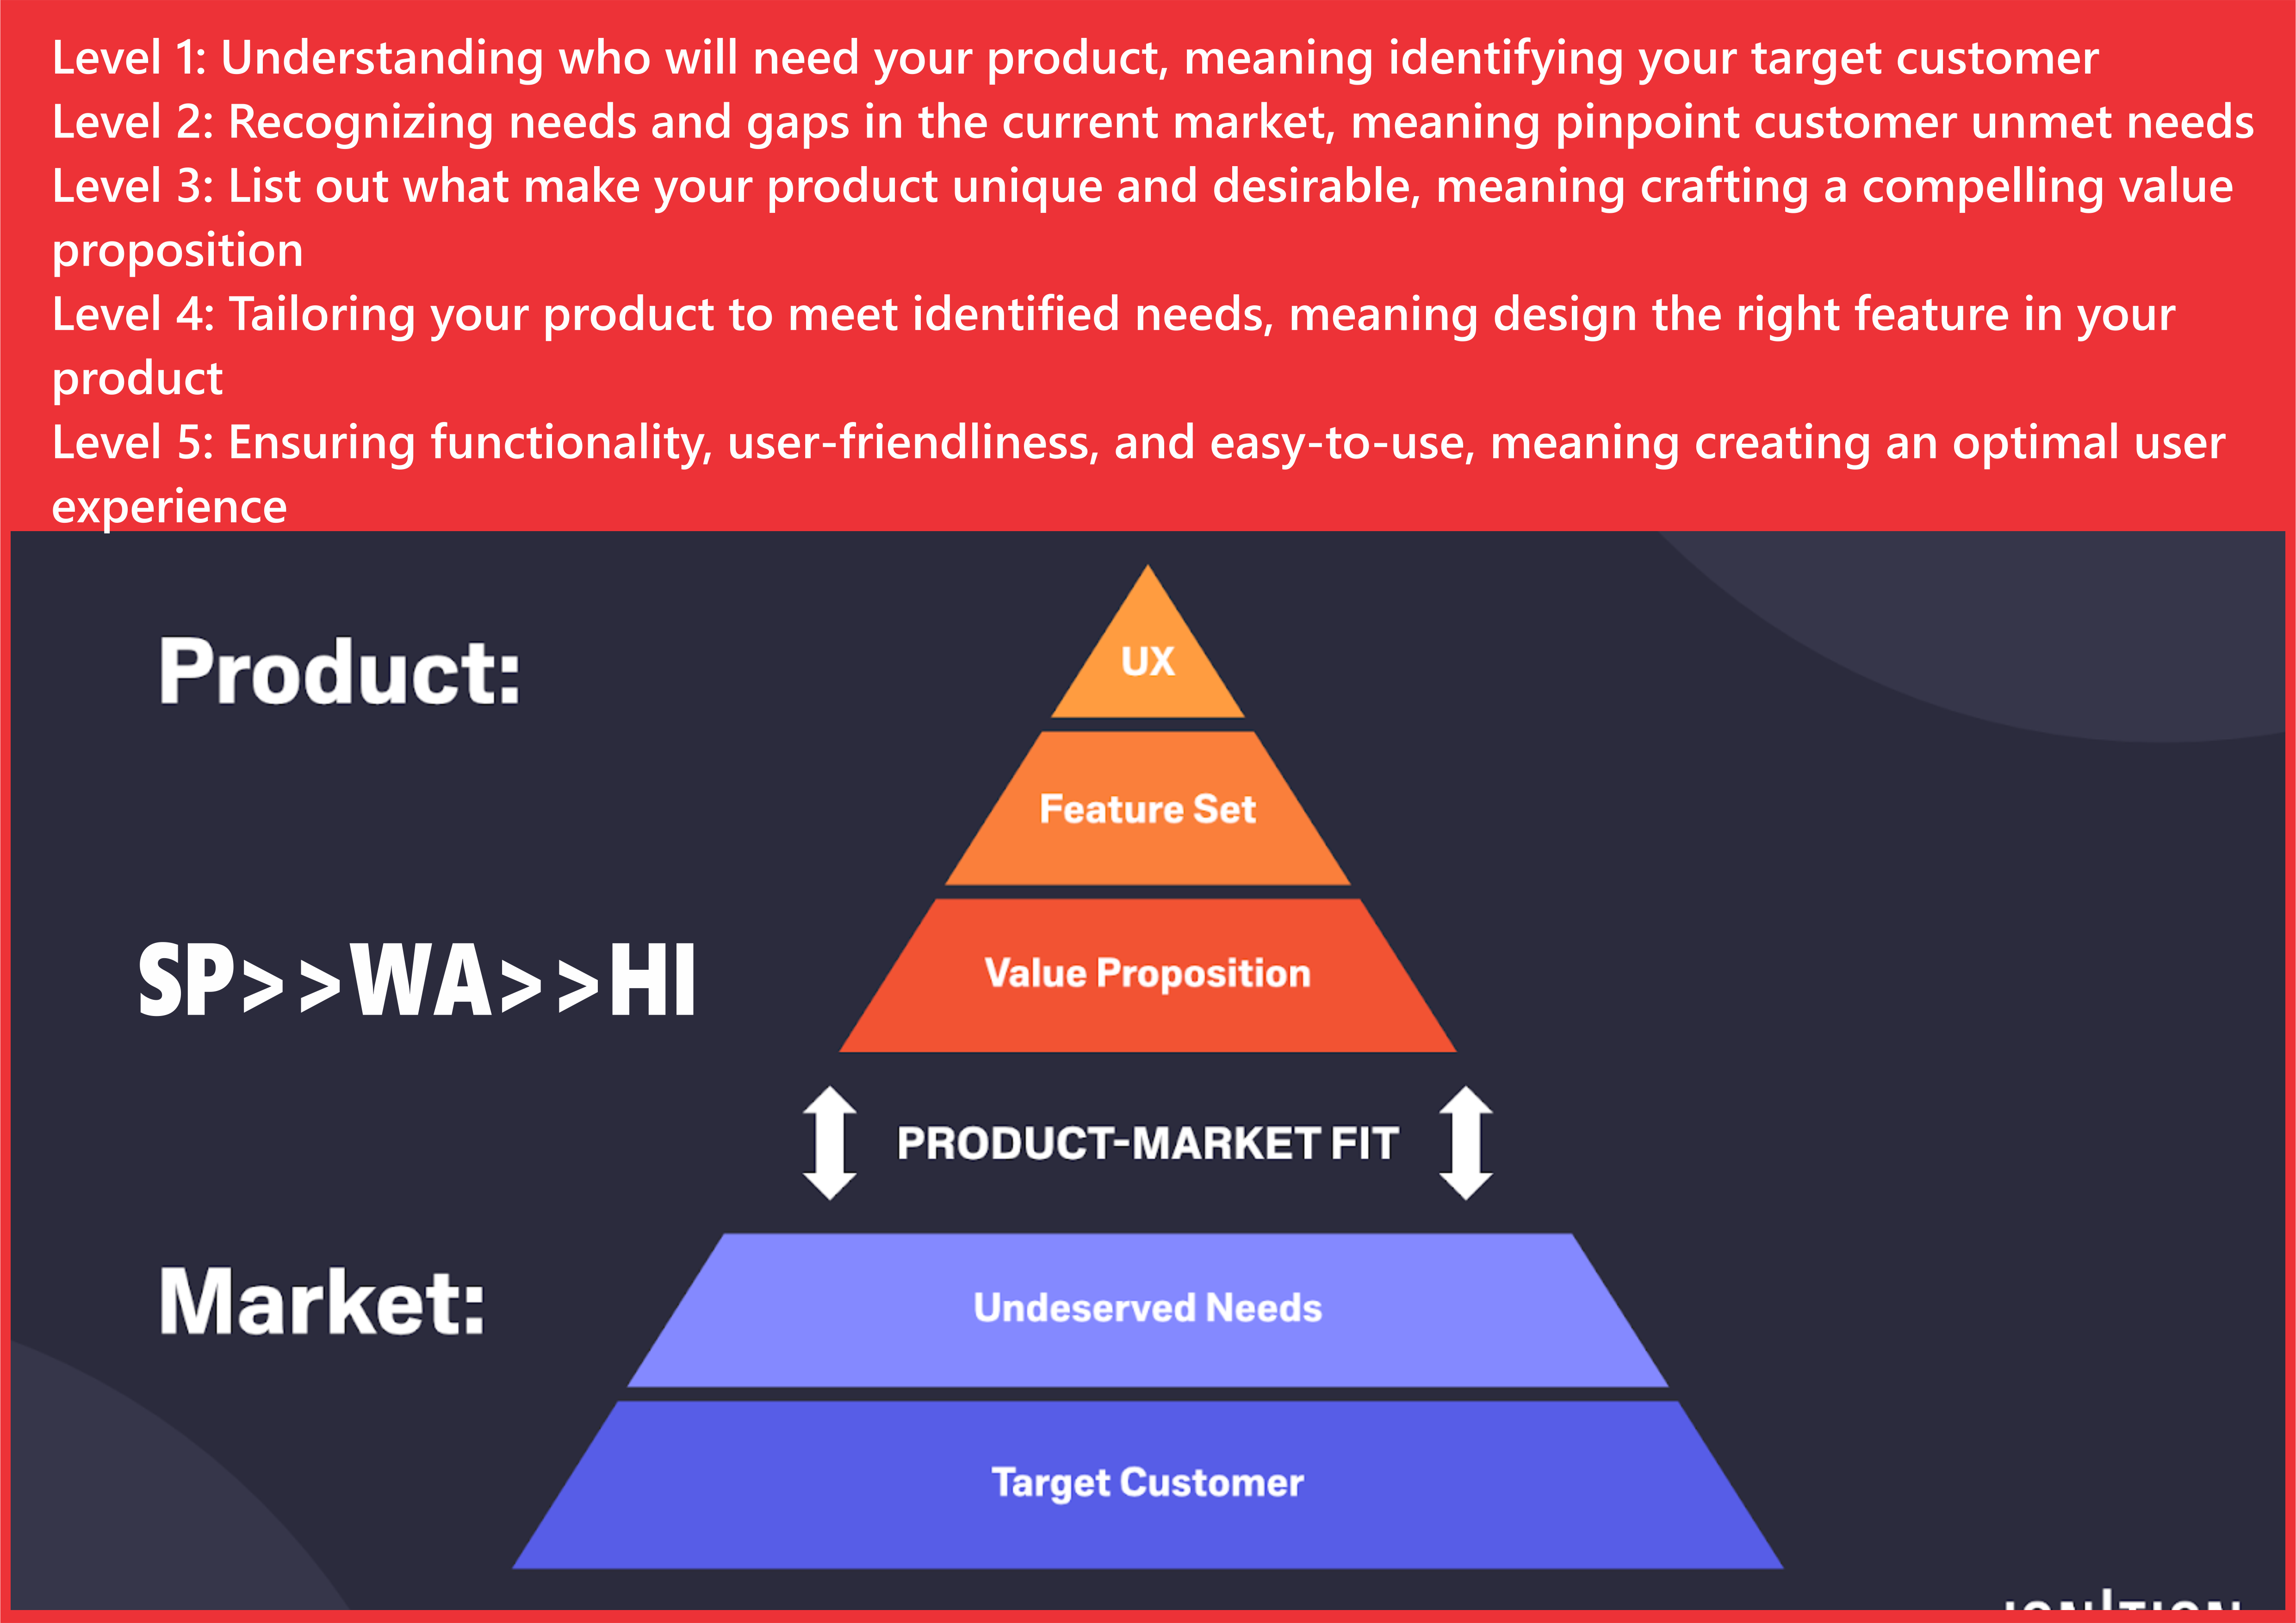 Level 1: Understanding who will need your product, meaning identifying your target customer
Level 2: Recognizing needs and gaps in the current market, meaning pinpoint customer unmet needs
Level 3: List out what make your product unique and desirable, meaning crafting a compelling value
proposition
Level 4: Tailoring your product to meet identified needs, meaning design the right feature in your
product
Level 5: Ensuring functionality, user-friendliness, and easy-to-use, meaning creating an optimal user
experience
Product:
UX
Feature Set
Value Proposition
SP>>WA>>HI
PRODUCT-MARKET FIT
Market:
Undeserved Needs
Target Customer